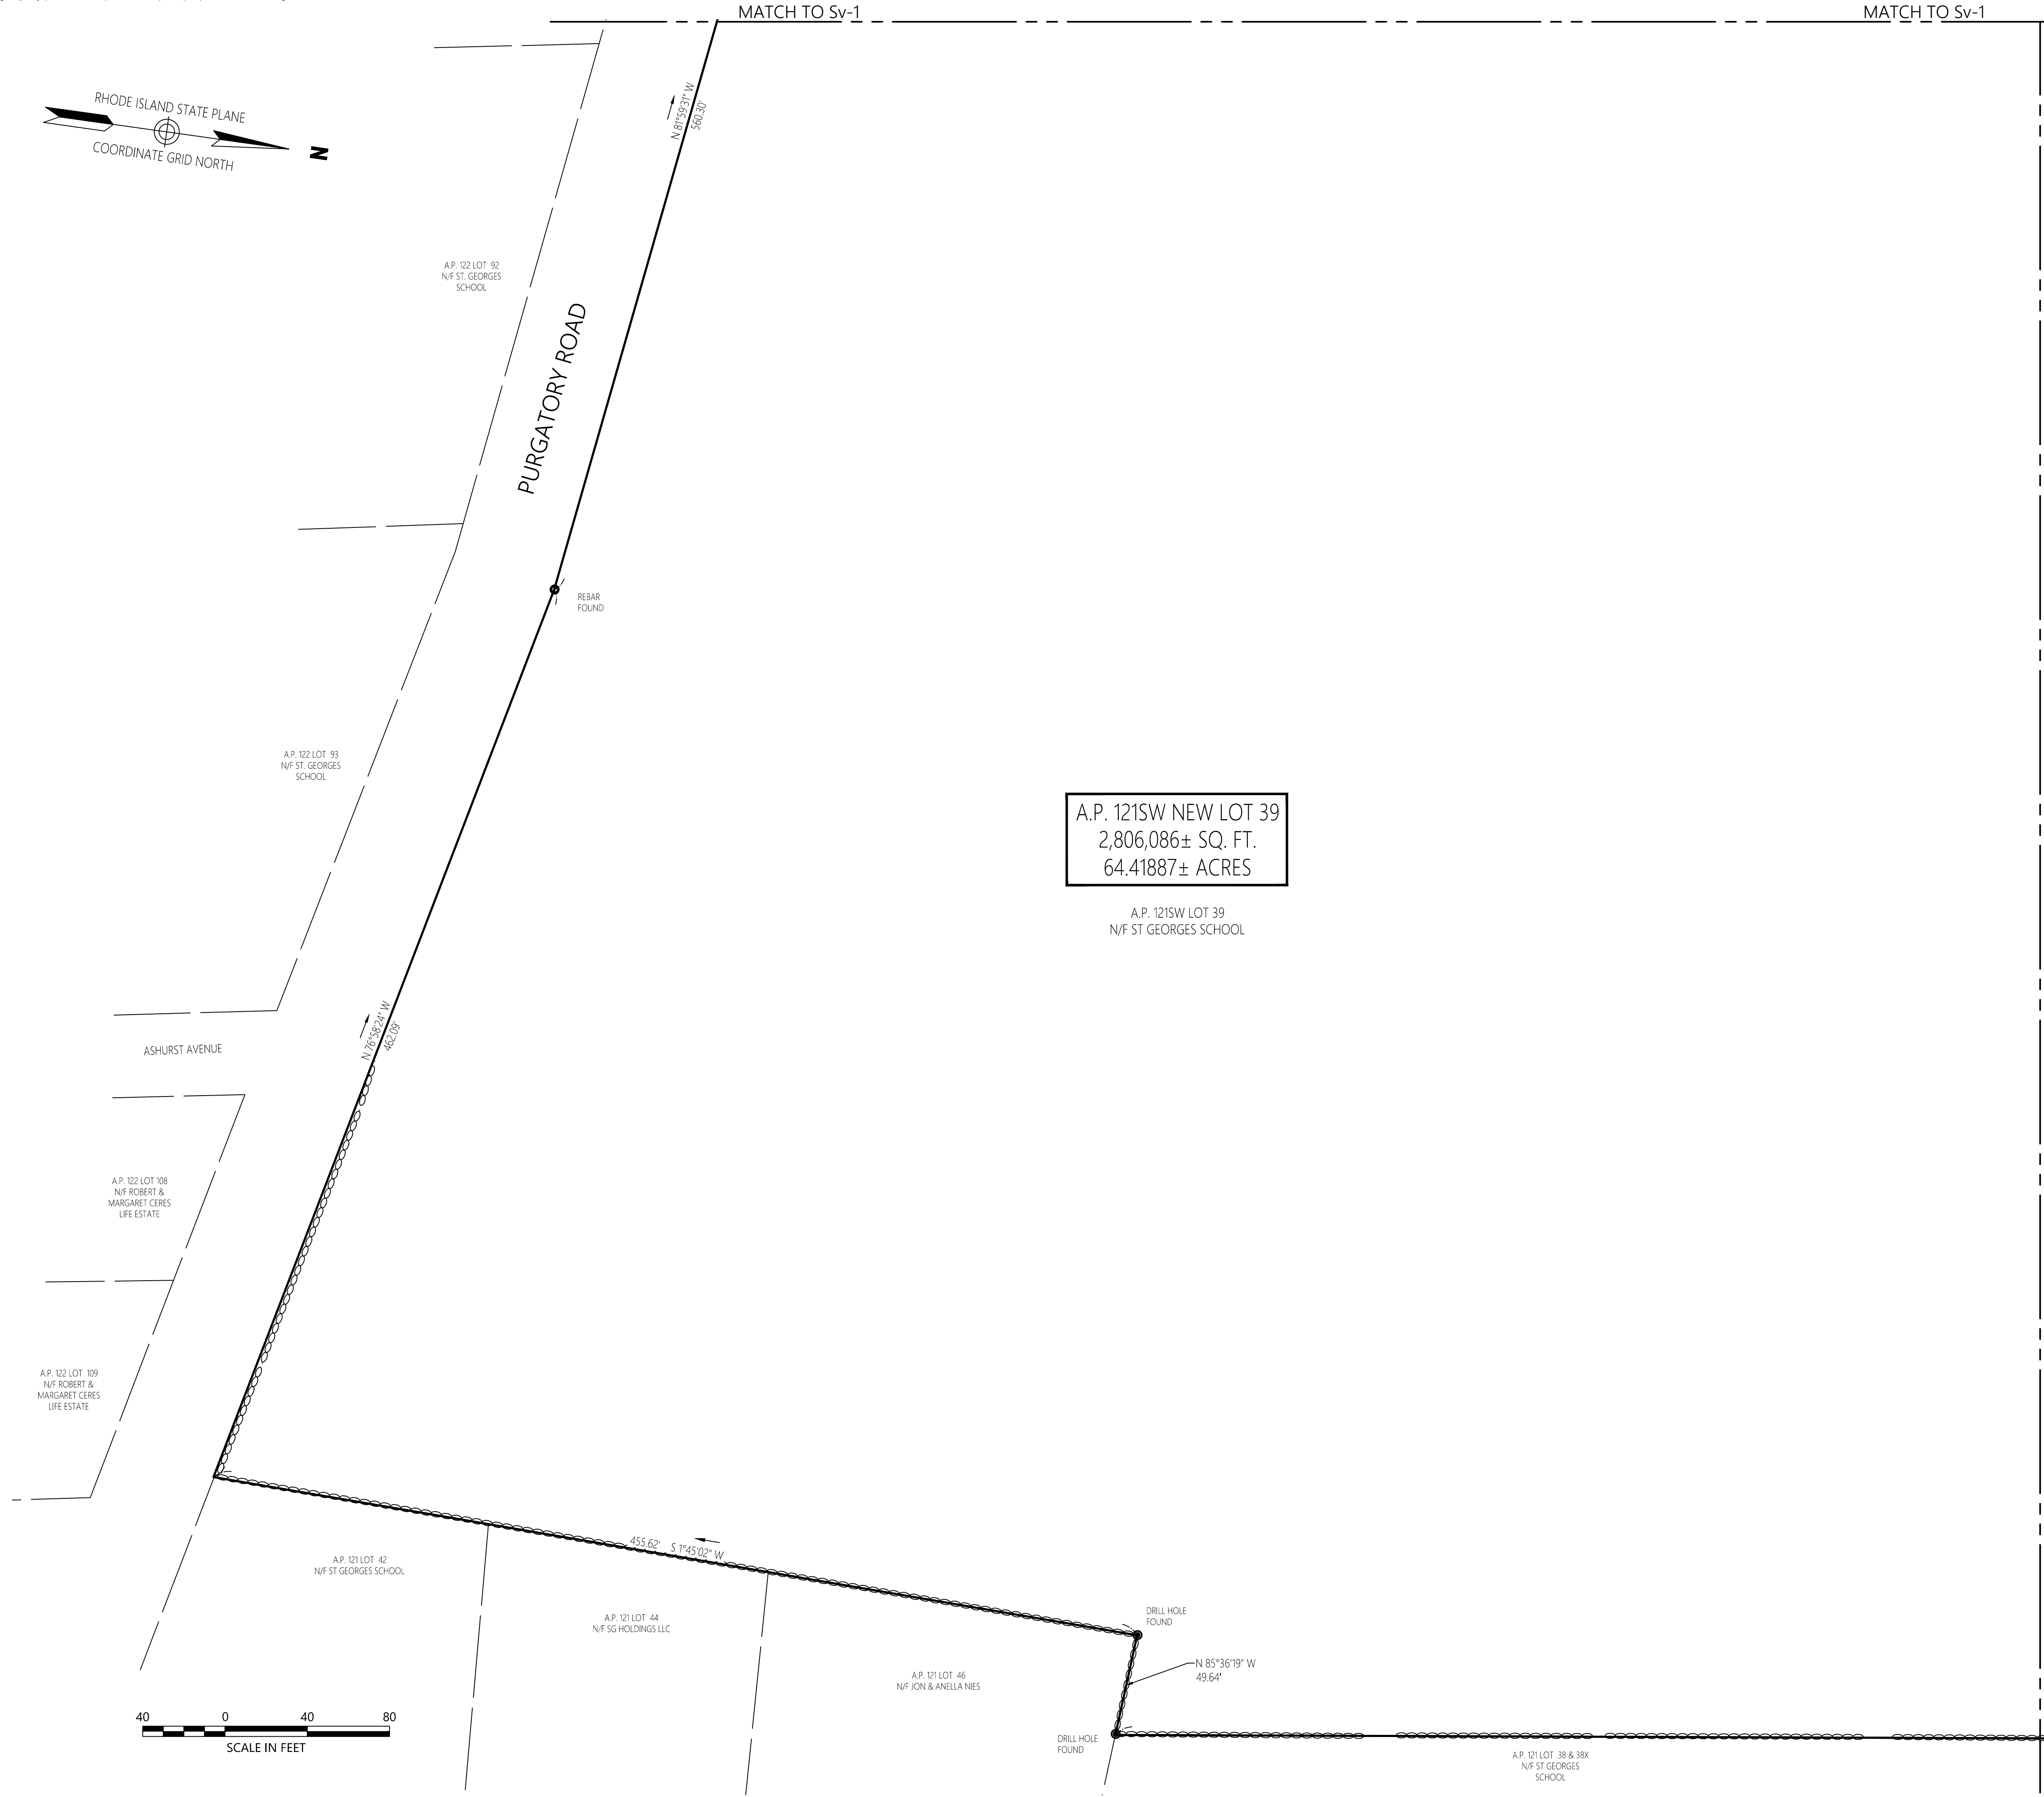 MATCH TO Sv-1
MATCH TO Sv-1
RHODE ISLAND STATE PLANE
COORDINATE GRID NORTH
N
N 81°59'31" W
560.30'
A.P. 122 LOT 92
N/F ST. GEORGES
SCHOOL
PURGATORY ROAD
REBAR
FOUND
A.P. 122 LOT 93
N/F ST. GEORGES
SCHOOL
A.P. 121SW NEW LOT 39
2,806,086± SQ. FT.
64.41887± ACRES
A.P. 121SW LOT 39
N/F ST GEORGES SCHOOL
N 76°58'24" W
462.09'
ASHURST AVENUE
A.P. 122 LOT 108
N/F ROBERT &
MARGARET CERES
LIFE ESTATE
A.P. 122 LOT 109
N/F ROBERT &
MARGARET CERES
LIFE ESTATE
455.62' S 1°45'02" W
A.P. 121 LOT 42
N/F ST GEORGES SCHOOL
A.P. 121 LOT 44
N/F SG HOLDINGS LLC
DRILL HOLE
FOUND
N 85°36'19" W
49.64'
A.P. 121 LOT 46
N/F JON & ANELLA NIES
40 0 40 80
SCALE IN FEET
DRILL HOLE
FOUND
A.P. 121 LOT 38 & 38X
N/F ST GEORGES
SCHOOL